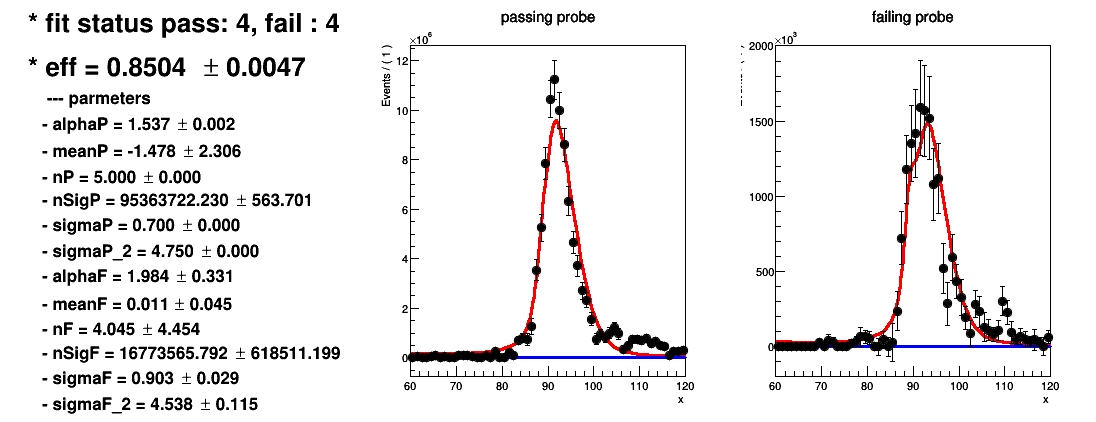 * fit status pass: 4, fail : 4
* eff = 0.8504 ± 0.0047
--- parmeters
- alphaP = 1.537 ± 0.002
- meanP = -1.478 ± 2.306
- nP = 5.000 ± 0.000
- nSigP = 95363722.230 ± 563.701
- sigmaP = 0.700 ± 0.000
- sigmaP_2 = 4.750 ± 0.000
- alphaF = 1.984 ± 0.331
- meanF = 0.011 ± 0.045
- nF = 4.045 ± 4.454
- nSigF = 16773565.792 ± 618511.199
- sigmaF = 0.903 ± 0.029
- sigmaF_2 = 4.538 ± 0.115
passing probe
×10⁶
Events / ( 1 )
12
10
8
6
4
2
0
60 70 80 90 100 110 120
x
failing probe
×10³
2000
1500
1000
500
0
60 70 80 90 100 110 120
x